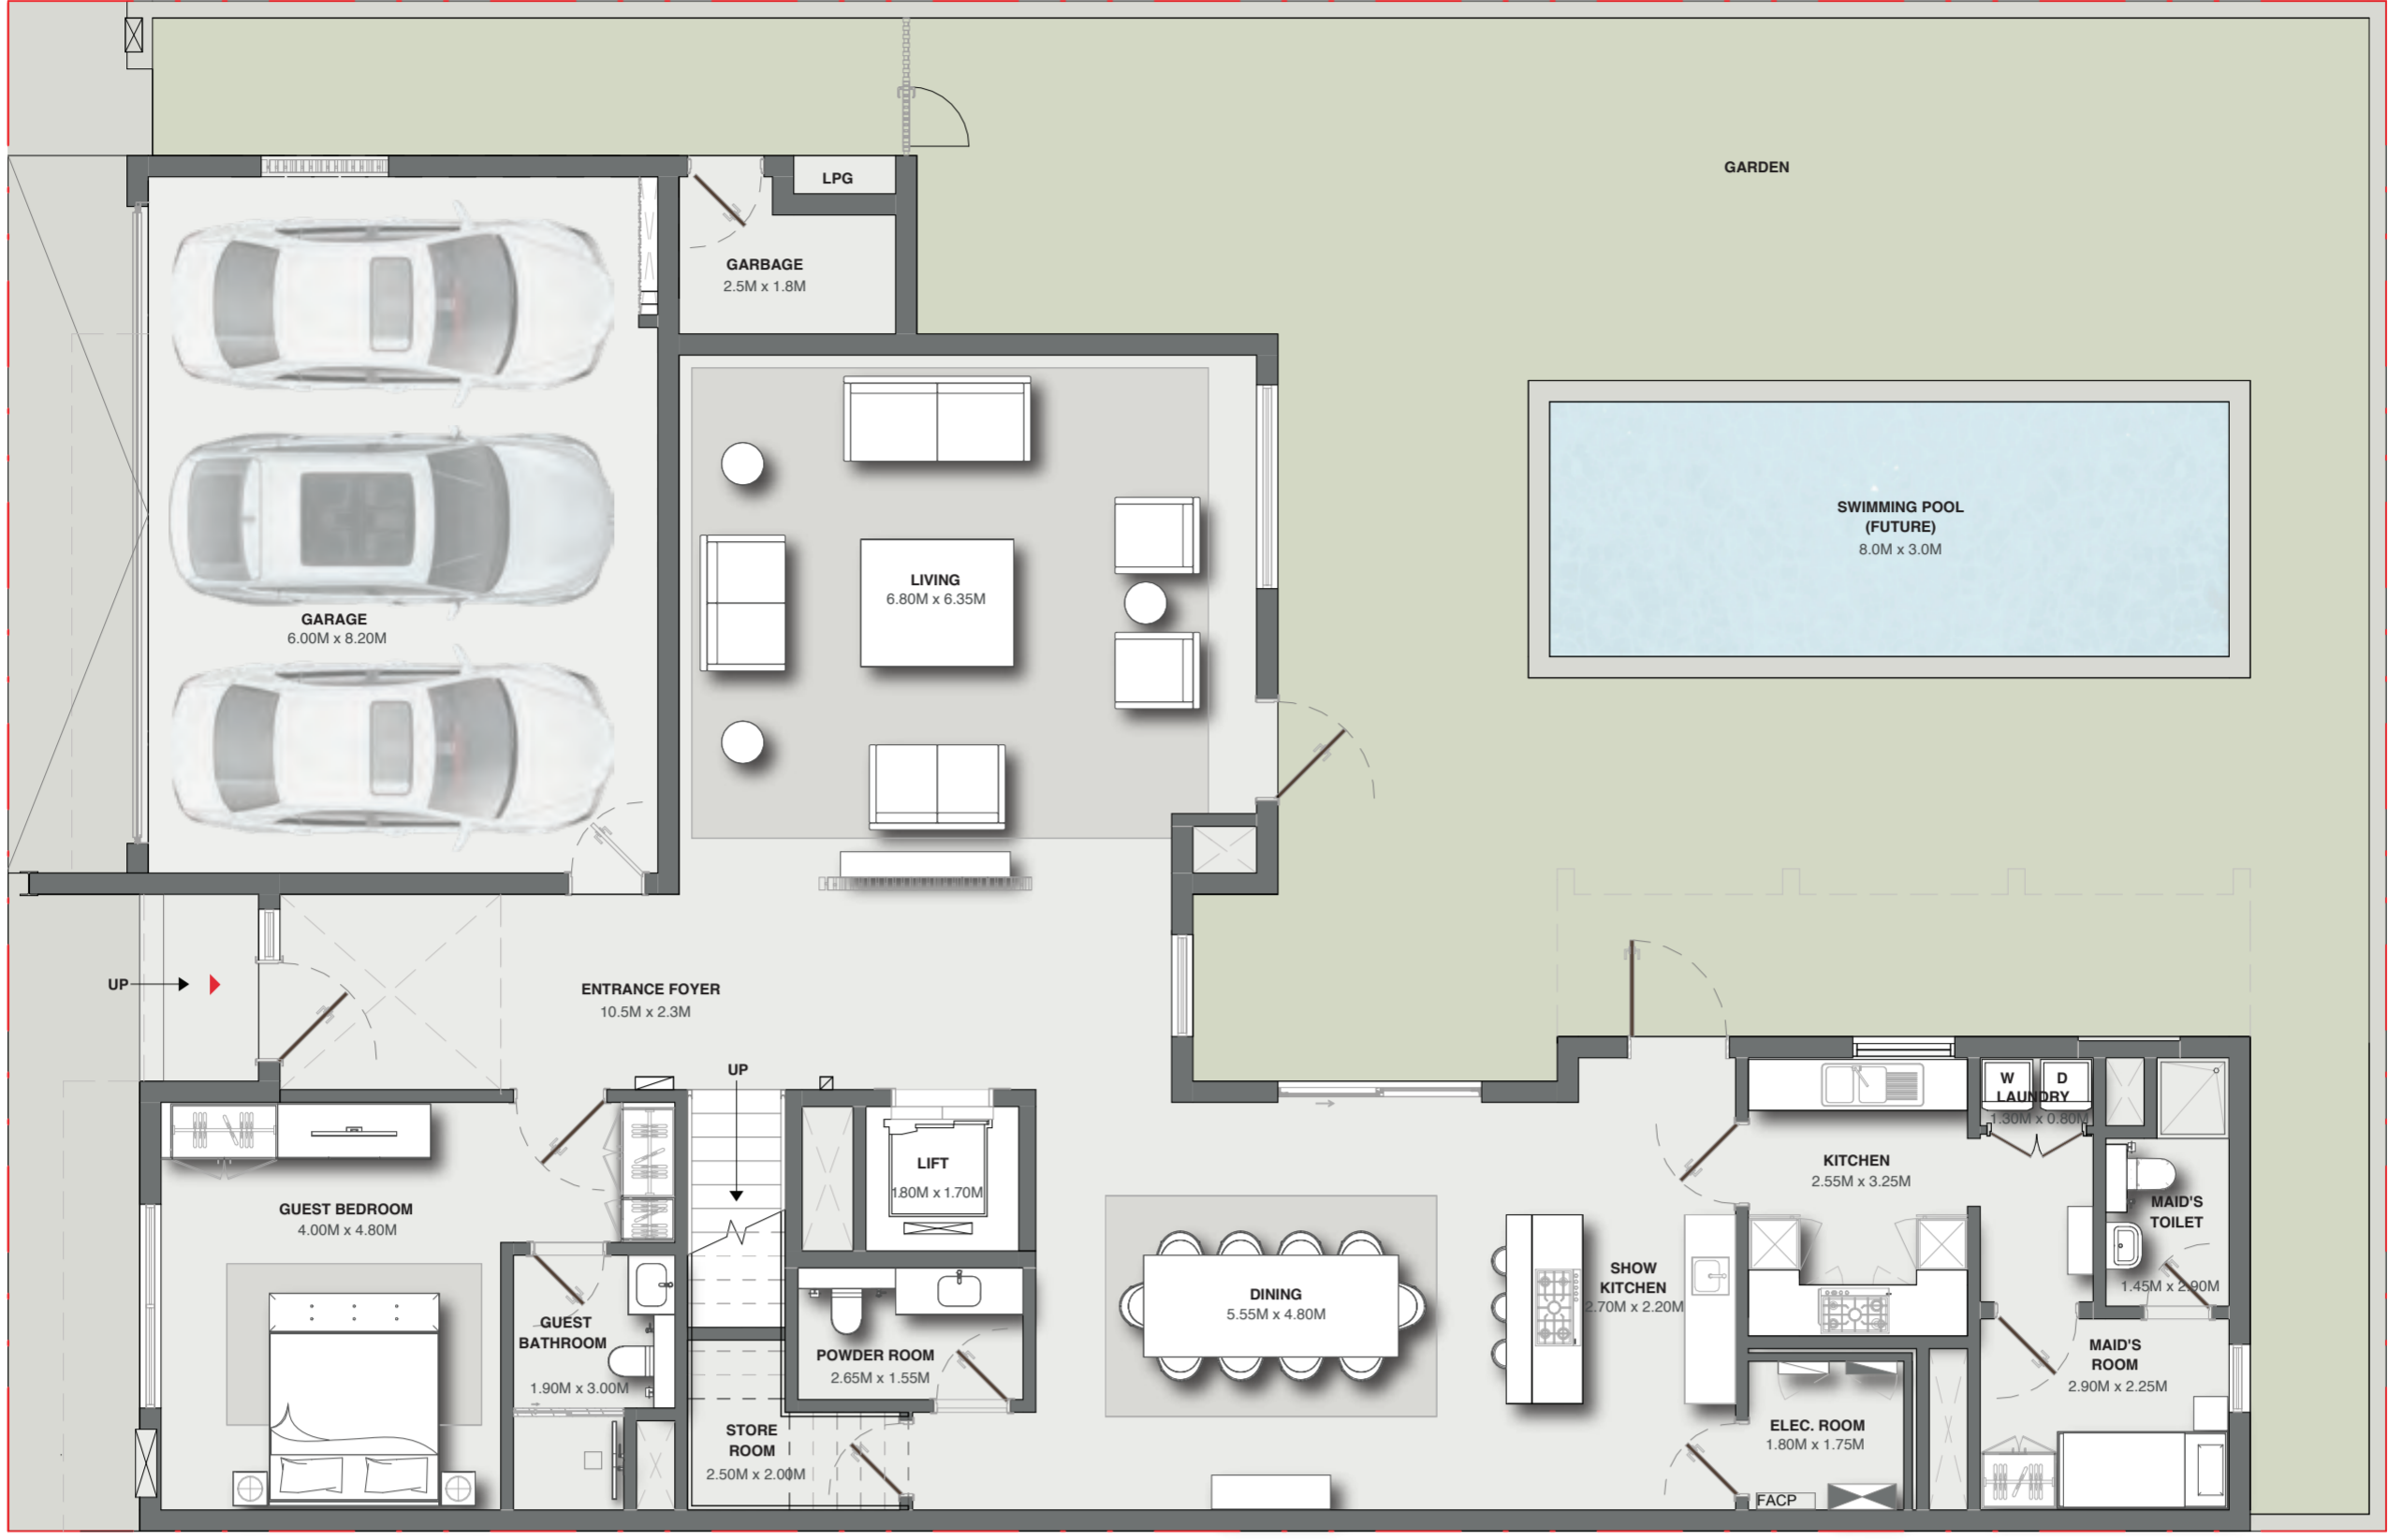 GARDEN
LPG
GARBAGE
2.5M x 1.8M
SWIMMING POOL
(FUTURE)
8.0M x 3.0M
LIVING
6.80M x 6.35M
GARAGE
6.00M x 8.20M
UP
ENTRANCE FOYER
10.5M x 2.3M
UP
W
D
LAUNDRY
1.30M x 0.80M
LIFT
1.80M x 1.70M
KITCHEN
2.55M x 3.25M
GUEST BEDROOM
4.00M x 4.80M
MAID'S
TOILET
1.45M x 2.90M
SHOW
KITCHEN
2.70M x 2.20M
DINING
5.55M x 4.80M
GUEST
BATHROOM
1.90M x 3.00M
POWDER ROOM
2.65M x 1.55M
MAID'S
ROOM
2.90M x 2.25M
STORE
ROOM
2.50M x 2.00M
ELEC. ROOM
1.80M x 1.75M
FACP